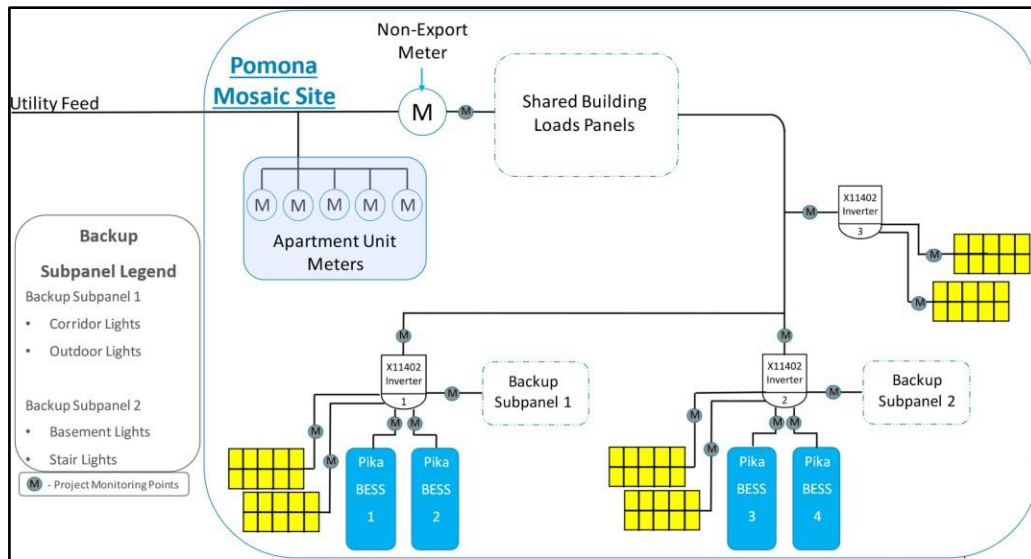 Non-Export
Meter
Pomona
Mosaic Site
Utility Feed
M
M
Shared Building
Loads Panels
M
M
M
M
M
Apartment Unit
Meters
Backup
Subpanel Legend
Backup Subpanel 1
• Corridor Lights
• Outdoor Lights
Backup Subpanel 2
• Basement Lights
• Stair Lights
M - Project Monitoring Points
M
X11402
Inverter
3
M
M
M
X11402
Inverter
1
M
Backup
Subpanel 1
M
M
M
M
Pika
BESS
1
Pika
BESS
2
M
X11402
Inverter
2
M
Backup
Subpanel 2
M
M
M
M
Pika
BESS
3
Pika
BESS
4